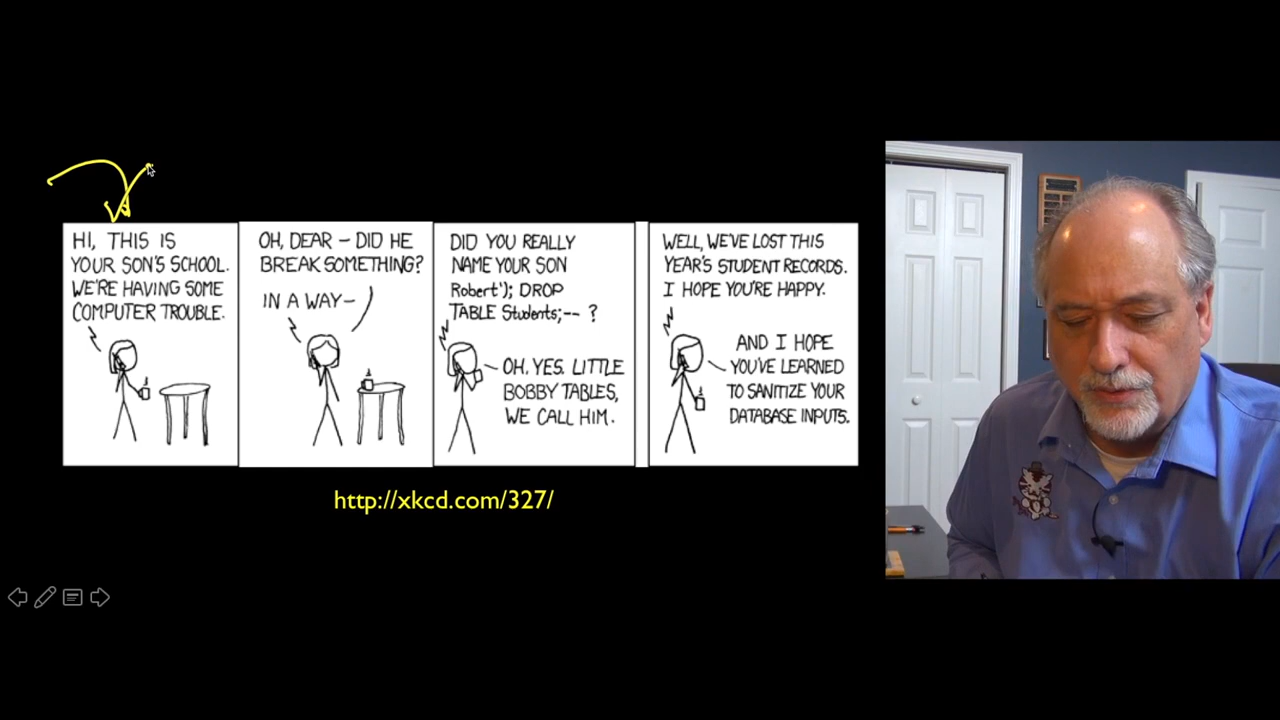 HI, THIS IS
YOUR SON'S SCHOOL.
WE'RE HAVING SOME
COMPUTER TROUBLE.
OH, DEAR – DID HE
BREAK SOMETHING?
IN A WAY–
DID YOU REALLY
NAME YOUR SON
Robert'); DROP
TABLE Students;-- ?
OH. YES. LITTLE
BOBBY TABLES,
WE CALL HIM.
WELL, WE'VE LOST THIS
YEAR'S STUDENT RECORDS.
I HOPE YOU'RE HAPPY.
AND I HOPE
YOU'VE LEARNED
TO SANITIZE YOUR
DATABASE INPUTS.
http://xkcd.com/327/